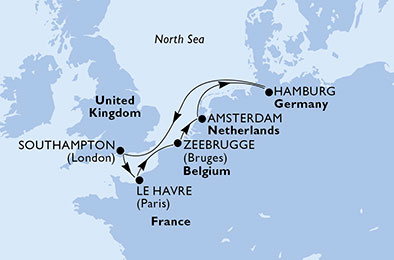 North Sea
United
Kingdom
HAMBURG
Germany
AMSTERDAM
Netherlands
SOUTHAMPTON
(London)
ZEEBRUGGE
(Bruges)
Belgium
LE HAVRE
(Paris)
France